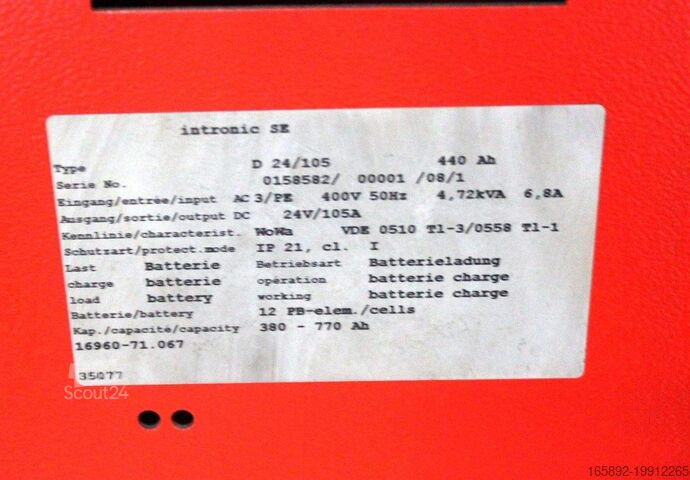 intronic SE
Type D 24/105 440 Ah
Serie No. 0158582/ 00001 /08/1
Eingang/entrée/input AC 3/PE 400V 50Hz 4,72kVA 6,8A
Ausgang/sortie/output DC 24V/105A
Kennlinie/characterist. WoWa VDE 0510 Tl-3/0558 Tl-1
Schutzart/protect.mode IP 21, cl. I
Last Batterie Betriebsart Batterieladung
charge batterie opération batterie charge
load battery working batterie charge
Batterie/battery 12 PB-elem./cells
Kap./capacité/capacity 380 - 770 Ah
16960-71.067
35077
Scout24
165892-19912265